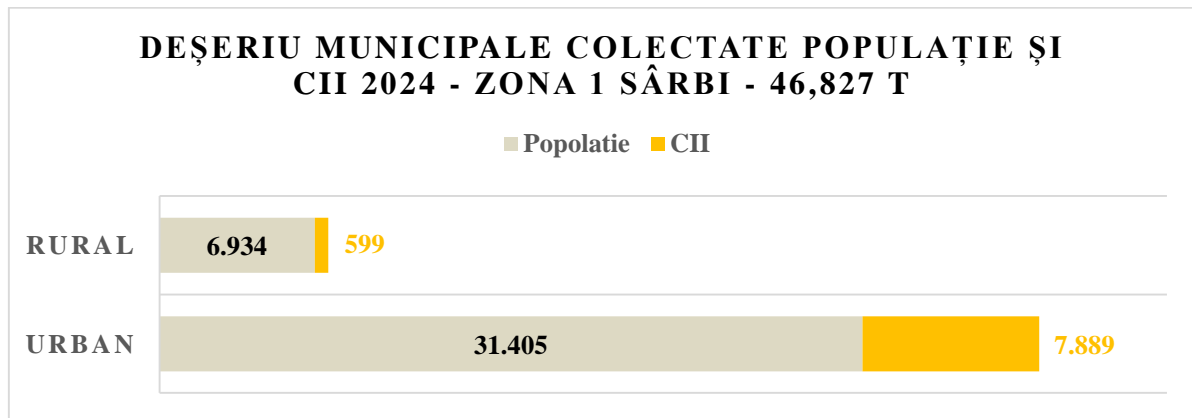 DEȘERIU MUNICIPALE COLECTATE POPULAȚIE ȘI
CII 2024 - ZONA 1 SÂRBI - 46,827 T
Popolatie CII
RURAL 6.934 599
URBAN 31.405 7.889